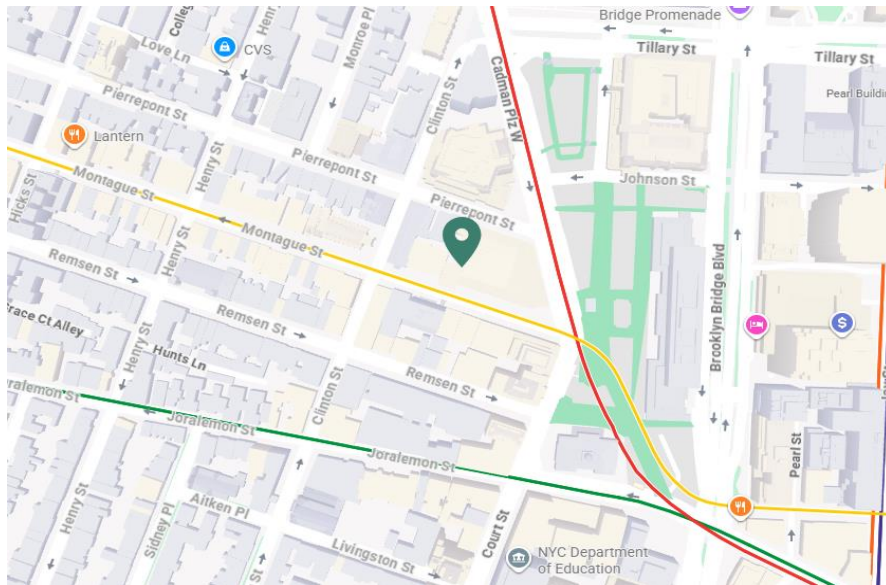 Bridge Promenade
Tillary St
Tillary St
Colleg
Henry
CVS
Love Ln
Monroe Pl
Clinton St
Cadman Plz W
Pearl Buildin
Pierrepont St
Lantern
Henry St
Pierrepont St
Johnson St
Hicks St
Montague St
Pierrepont St
Montague St
Henry St
Remsen St
Brooklyn Bridge Blvd
Remsen St
Grace Ct Alley
Hunts Ln
Henry St
Remsen St
Clinton St
Joralemon St
Joralemon St
Joralemon St
Pearl St
Aitken Pl
Henry St
Sidney Pl
Livingston St
Court St
NYC Department
of Education